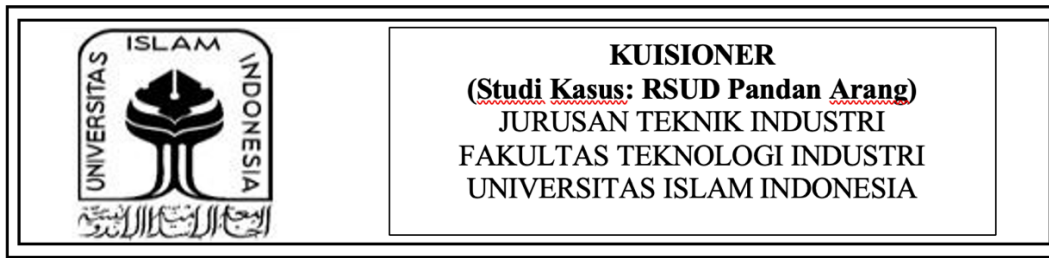 ISLAM
UNIVERSITAS
INDONESIA
KUISIONER
(Studi Kasus: RSUD Pandan Arang)
JURUSAN TEKNIK INDUSTRI
FAKULTAS TEKNOLOGI INDUSTRI
UNIVERSITAS ISLAM INDONESIA